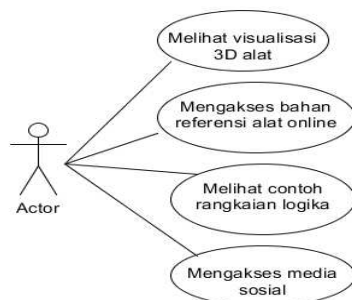 Melihat visualisasi
3D alat
Mengakses bahan
referensi alat online
Melihat contoh
rangkaian logika
Actor
Mengakses media
sosial